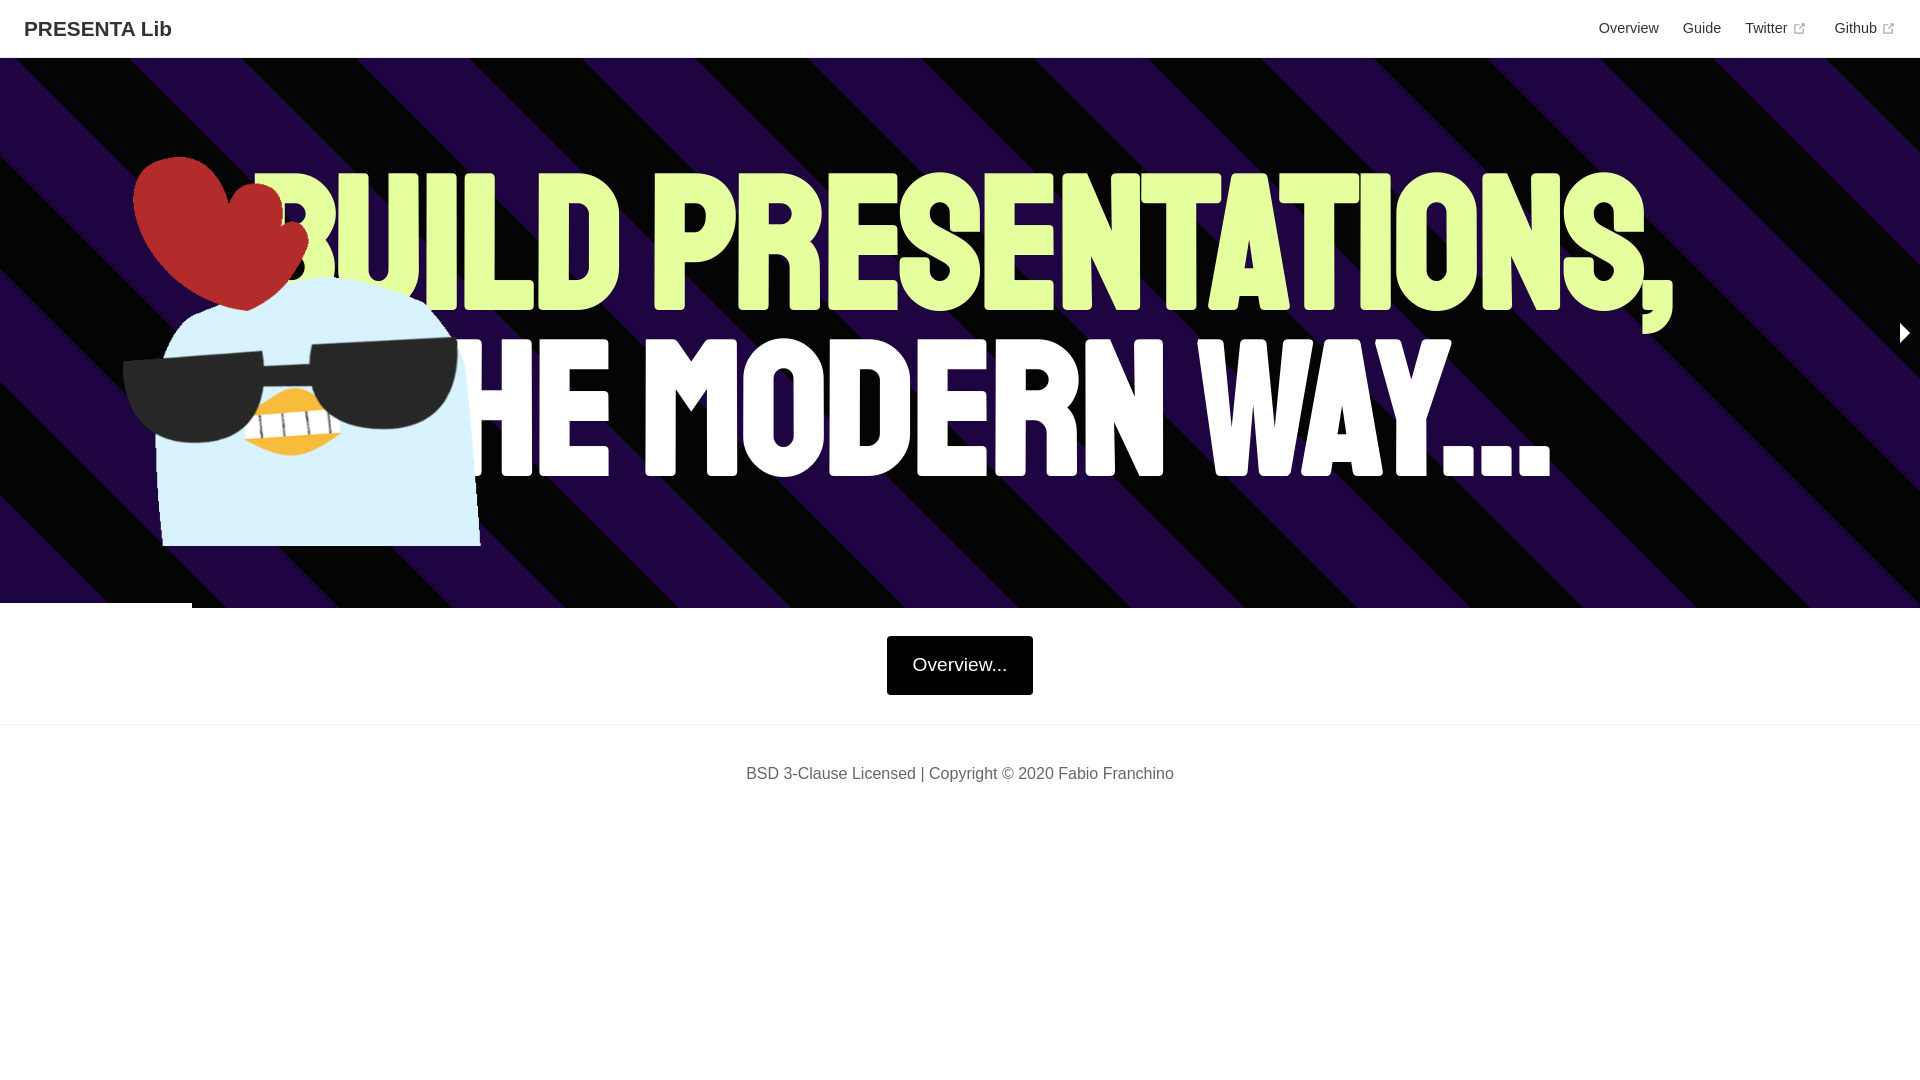 PRESENTA Lib
Overview
Guide
Twitter
Github
BUILD PRESENTATIONS,
HE MODERN WAY...
Overview...
BSD 3-Clause Licensed | Copyright © 2020 Fabio Franchino